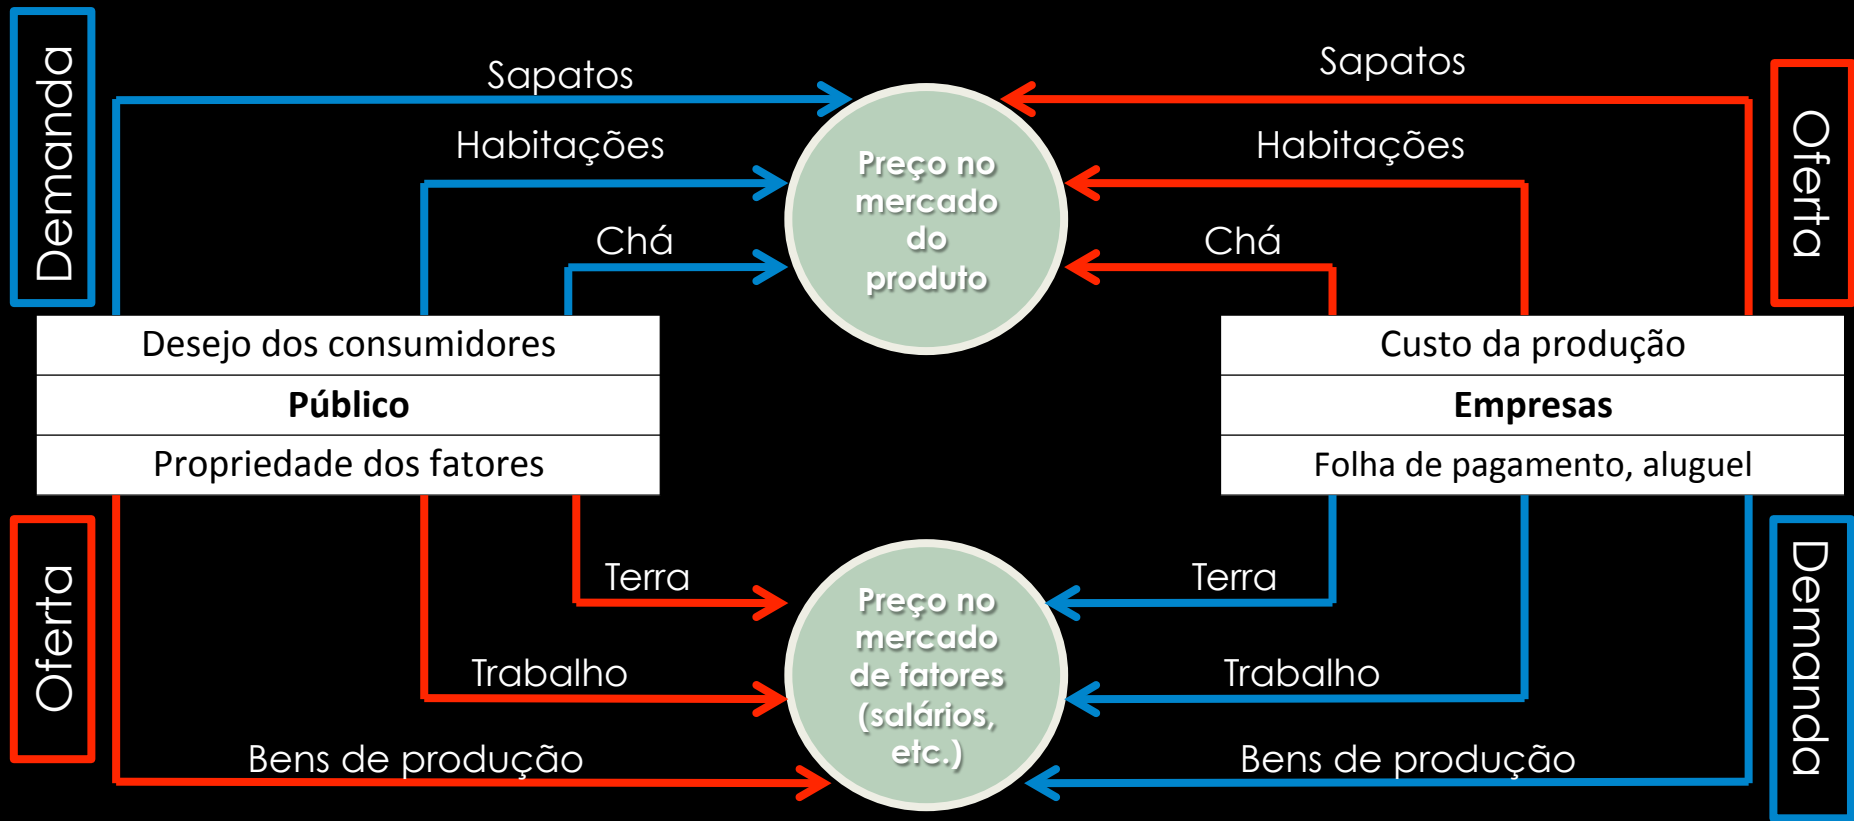 Demanda
Sapatos
Sapatos
Oferta
Habitações
Habitações
Chá
Chá
Preço no
mercado
do
produto
Desejo dos consumidores
Público
Propriedade dos fatores
Custo da produção
Empresas
Folha de pagamento, aluguel
Oferta
Terra
Terra
Demanda
Trabalho
Trabalho
Bens de produção
Bens de produção
Preço no
mercado
de fatores
(salários,
etc.)